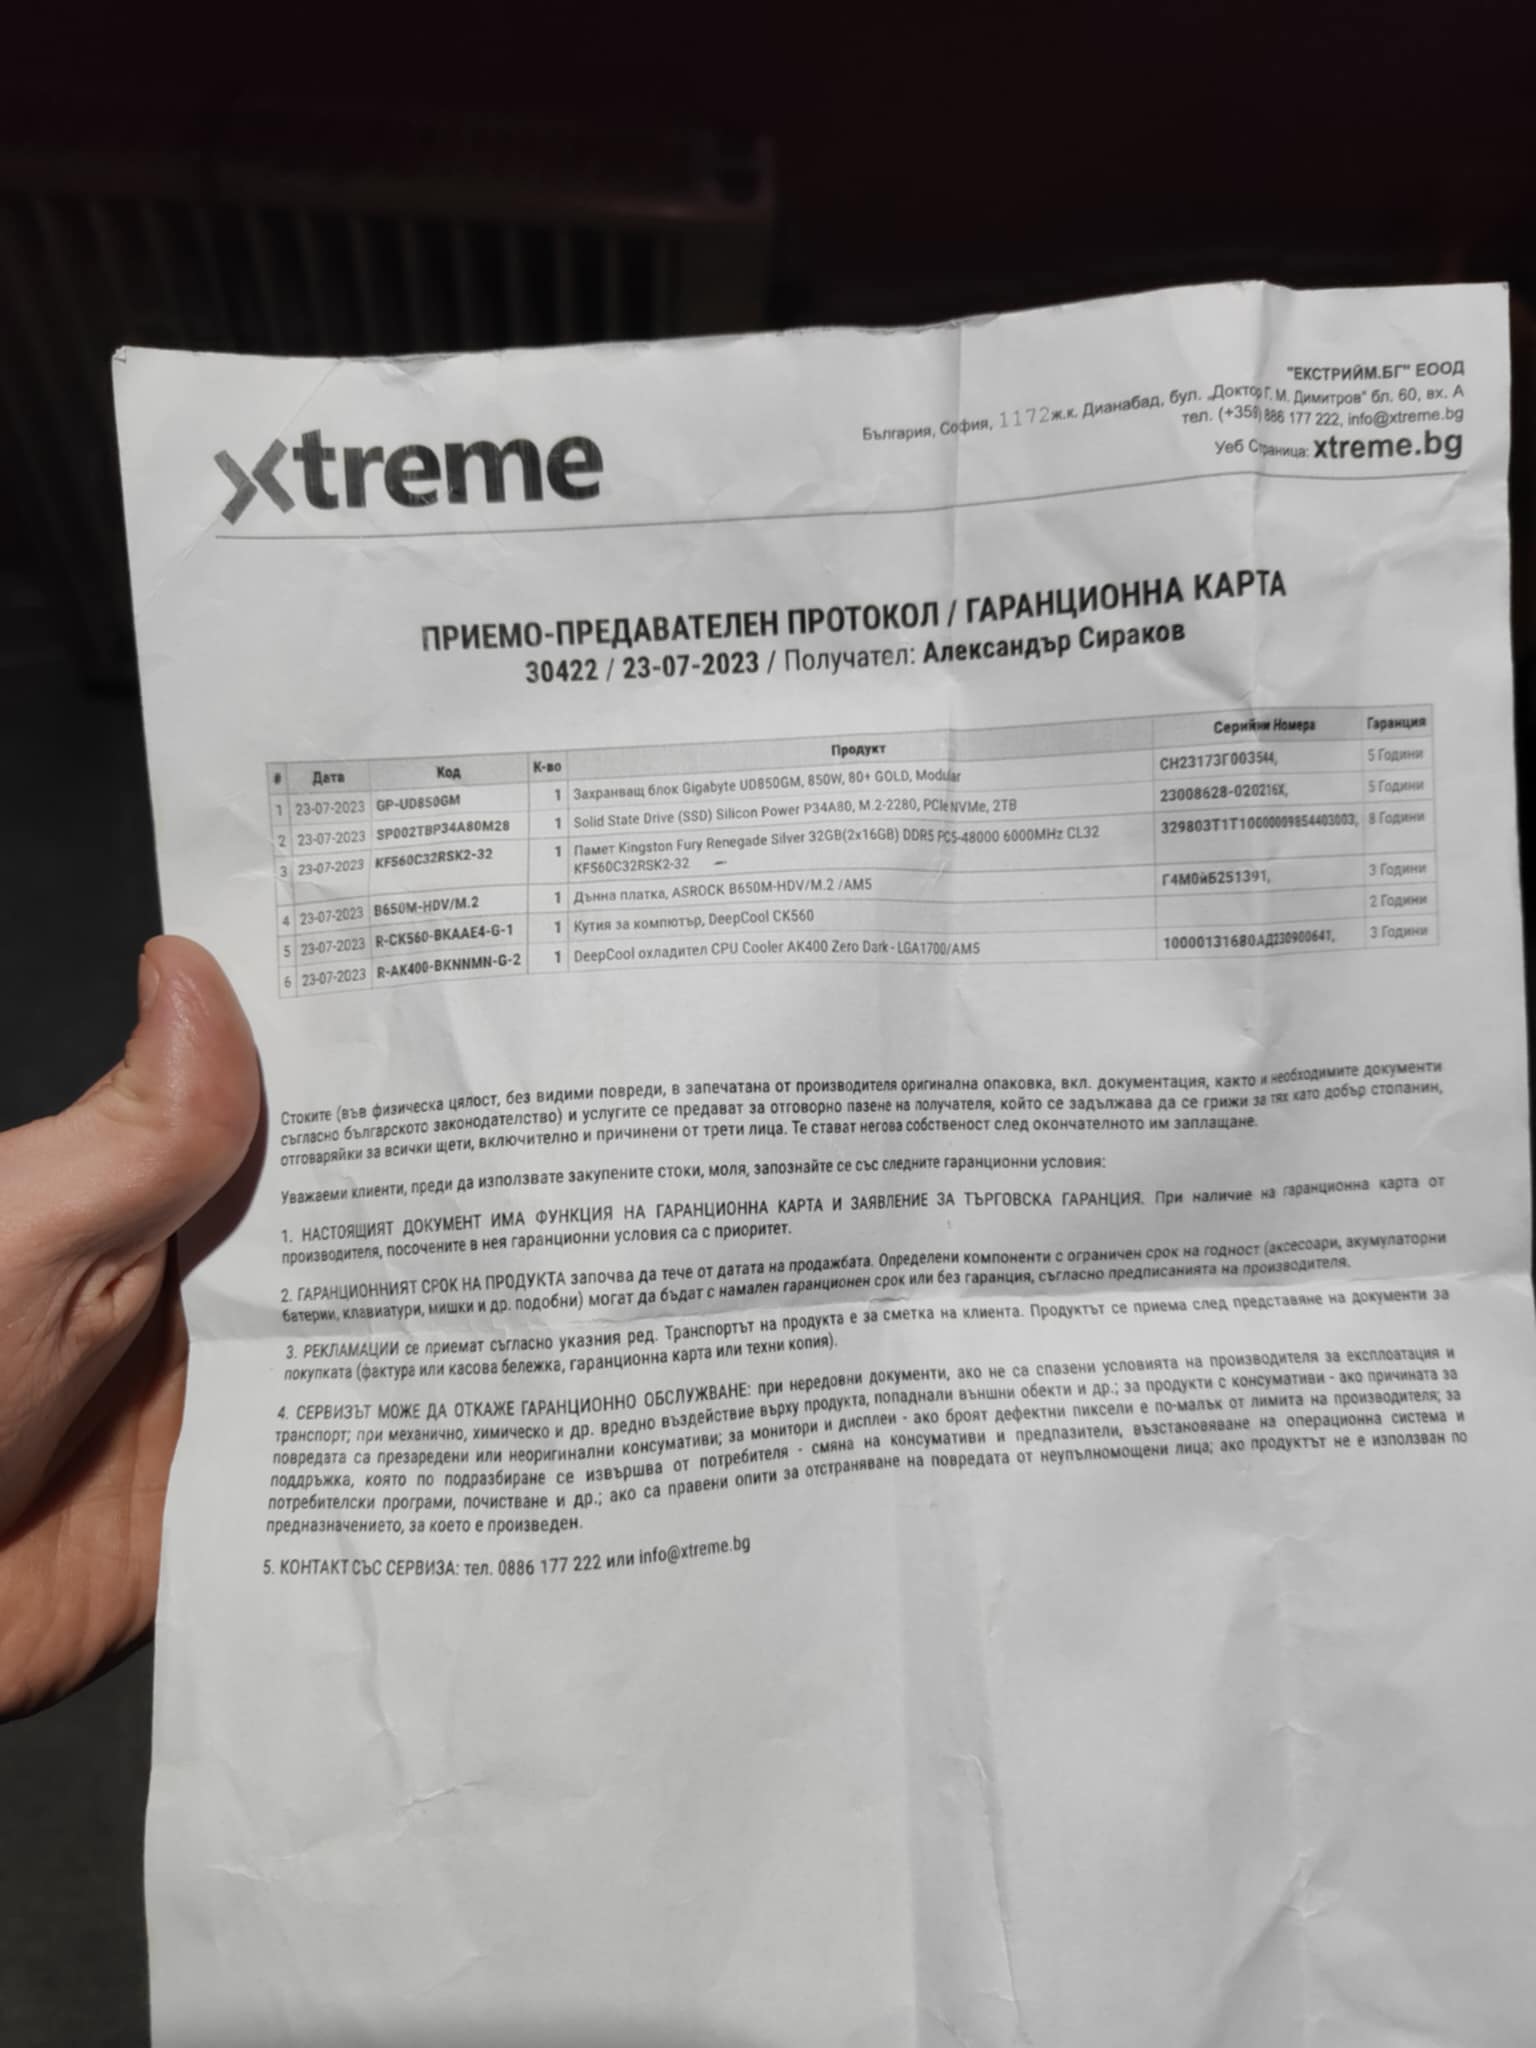 xtreme
"ЕКСТРИЙМ.БГ" ЕООД
България, София, 1172 ж.к. Дианабад, бул. „Доктор Г. М. Димитров" бл. 60, вх. А
тел. (+359) 886 177 222, info@xtreme.bg
Уеб Страница: xtreme.bg
ПРИЕМО-ПРЕДАВАТЕЛЕН ПРОТОКОЛ / ГАРАНЦИОННА КАРТА
30422 / 23-07-2023 / Получател: Александър Сираков
# Дата Код К-во Продукт Серийни Номера Гаранция
1 23-07-2023 GP-UD850GM 1 Захранващ блок Gigabyte UD850GM, 850W, 80+ GOLD, Modular СН23173Г003544, 5 Години
2 23-07-2023 SP002TBP34A80M28 1 Solid State Drive (SSD) Silicon Power P34A80, M.2-2280, PCIe NVMe, 2TB 23008628-020216X, 5 Години
3 23-07-2023 KF560C32RSK2-32 1 Памет Kingston Fury Renegade Silver 32GB(2x16GB) DDR5 PC5-48000 6000MHz CL32 329803T1T10000009854403003, 8 Години
KF560C32RSK2-32
4 23-07-2023 B650M-HDV/M.2 1 Дънна платка, ASROCK B650M-HDV/M.2 /AM5 Г4М0йБ251391, 3 Години
5 23-07-2023 R-CK560-BKAAE4-G-1 1 Кутия за компютър, DeepCool CK560 2 Години
6 23-07-2023 R-AK400-BKNNMN-G-2 1 DeepCool охладител CPU Cooler AK400 Zero Dark - LGA1700/AM5 10000131680АД230900641, 3 Години
Стоките (във физическа цялост, без видими повреди, в запечатана от производителя оригинална опаковка, вкл. документация, както и необходимите документи
съгласно българското законодателство) и услугите се предават за отговорно пазене на получателя, който се задължава да се грижи за тях като добър стопанин,
отговаряйки за всички щети, включително и причинени от трети лица. Те стават негова собственост след окончателното им заплащане.
Уважаеми клиенти, преди да използвате закупените стоки, моля, запознайте се със следните гаранционни условия:
1. НАСТОЯЩИЯТ ДОКУМЕНТ ИМА ФУНКЦИЯ НА ГАРАНЦИОННА КАРТА И ЗАЯВЛЕНИЕ ЗА ТЪРГОВСКА ГАРАНЦИЯ. При наличие на гаранционна карта от
производителя, посочените в нея гаранционни условия са с приоритет.
2. ГАРАНЦИОННИЯТ СРОК НА ПРОДУКТА започва да тече от датата на продажбата. Определени компоненти с ограничен срок на годност (аксесоари, акумулаторни
батерии, клавиатури, мишки и др. подобни) могат да бъдат с намален гаранционен срок или без гаранция, съгласно предписанията на производителя.
3. РЕКЛАМАЦИИ се приемат съгласно указния ред. Транспортът на продукта е за сметка на клиента. Продуктът се приема след представяне на документи за
покупката (фактура или касова бележка, гаранционна карта или техни копия).
4. СЕРВИЗЪТ МОЖЕ ДА ОТКАЖЕ ГАРАНЦИОННО ОБСЛУЖВАНЕ: при нередовни документи, ако не са спазени условията на производителя за експлоатация и
транспорт; при механично, химическо и др. вредно въздействие върху продукта, попаднали външни обекти и др.; за продукти с консумативи - ако причината за
повредата са презаредени или неоригинални консумативи; за монитори и дисплеи - ако броят дефектни пиксели е по-малък от лимита на производителя; за
поддръжка, която по подразбиране се извършва от потребителя - смяна на консумативи и предпазители, възстановяване на операционна система и
потребителски програми, почистване и др.; ако са правени опити за отстраняване на повредата от неупълномощени лица; ако продуктът не е използван по
предназначението, за което е произведен.
5. КОНТАКТ СЪС СЕРВИЗА: тел. 0886 177 222 или info@xtreme.bg